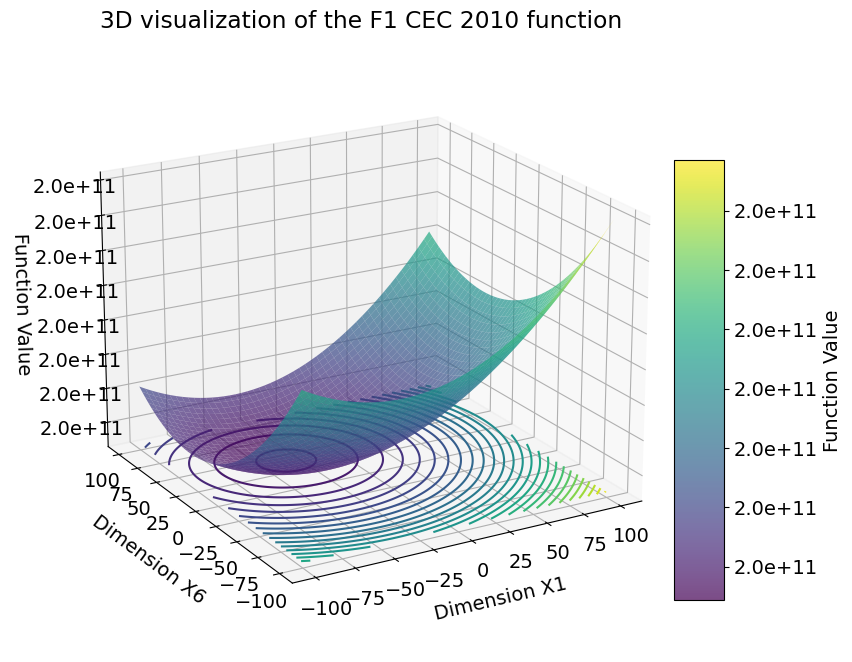 3D visualization of the F1 CEC 2010 function
2.0e+11
2.0e+11
2.0e+11
2.0e+11
2.0e+11
2.0e+11
2.0e+11
2.0e+11
Function Value
100
75
50
25
0
−25
−50
−75
−100
Dimension X6
−100
−75
−50
−25
0
25
50
75
100
Dimension X1
2.0e+11
2.0e+11
2.0e+11
2.0e+11
2.0e+11
2.0e+11
2.0e+11
Function Value